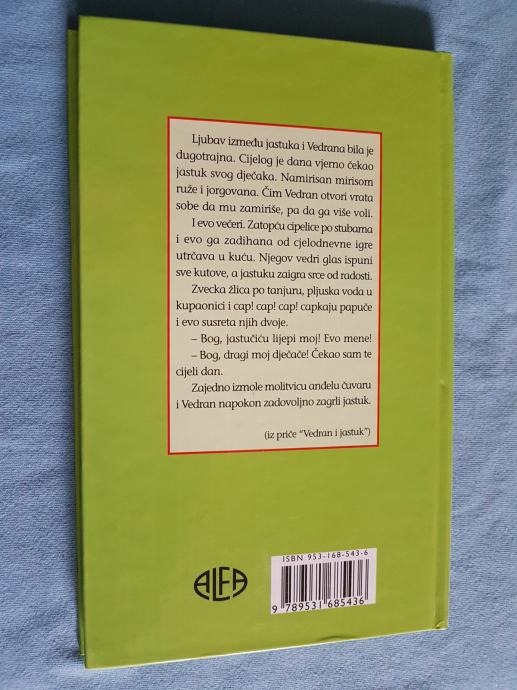 Ljubav između jastuka i Vedrana bila je
dugotrajna. Cijelog je dana vjerno čekao
jastuk svog dječaka. Namirisan mirisom
ruže i jorgovana. Čim Vedran otvori vrata
sobe da mu zamiriše, pa da ga više voli.
I evo večeri. Zatopću cipelice po stubama
i evo ga zadihana od cjelodnevne igre
utrčava u kuću. Njegov vedri glas ispuni
sve kutove, a jastuku zaigra srce od radosti.
Zvecka žlica po tanjuru, pljuska voda u
kupaonici i cap! cap! cap! capkaju papuče
i evo susreta njih dvoje.
– Bog, jastučiću lijepi moj! Evo mene!
– Bog, dragi moj dječače! Čekao sam te
cijeli dan.
Zajedno izmole molitvicu anđelu čuvaru
i Vedran napokon zadovoljno zagrli jastuk.
(iz priče "Vedran i jastuk")
ISBN 953-168-543-6
ALFA
9 789531 685436